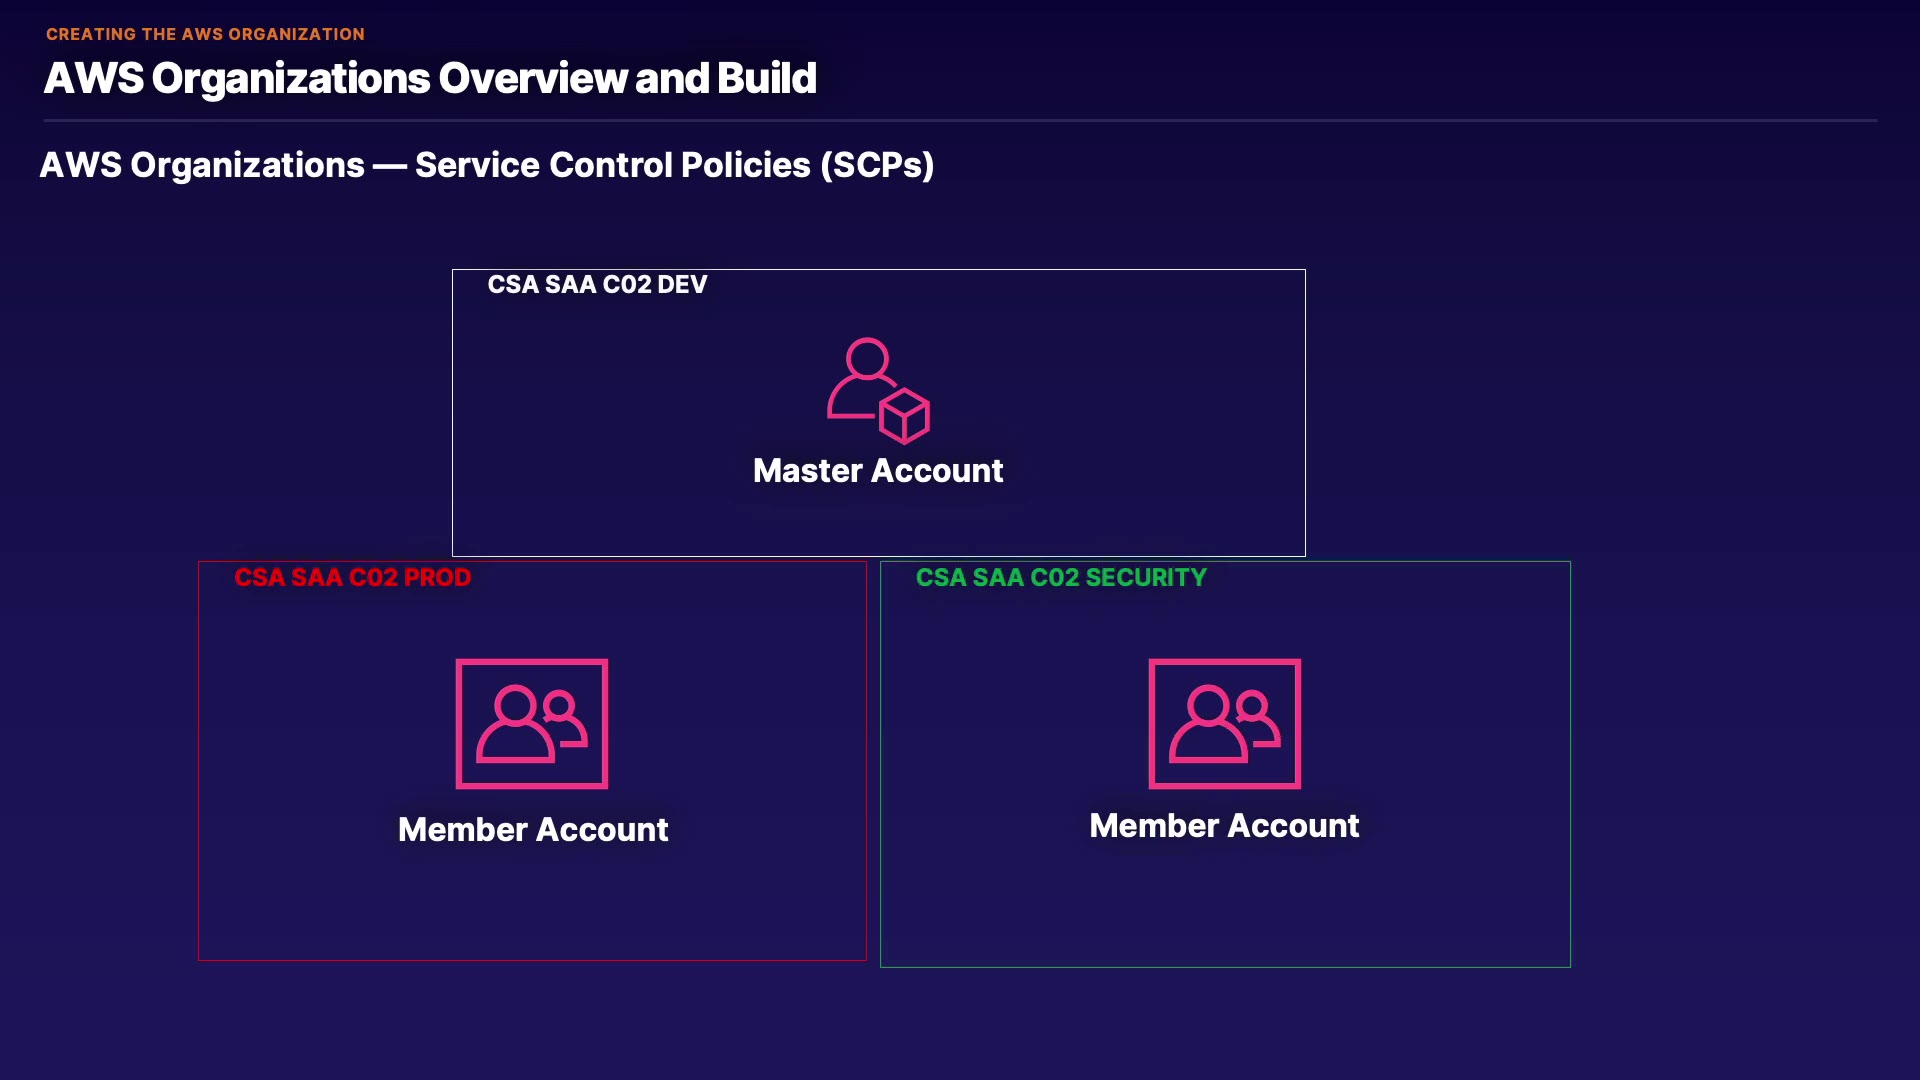 CREATING THE AWS ORGANIZATION
AWS Organizations Overview and Build
AWS Organizations — Service Control Policies (SCPs)
CSA SAA C02 DEV
Master Account
CSA SAA C02 PROD
CSA SAA C02 SECURITY
Member Account
Member Account